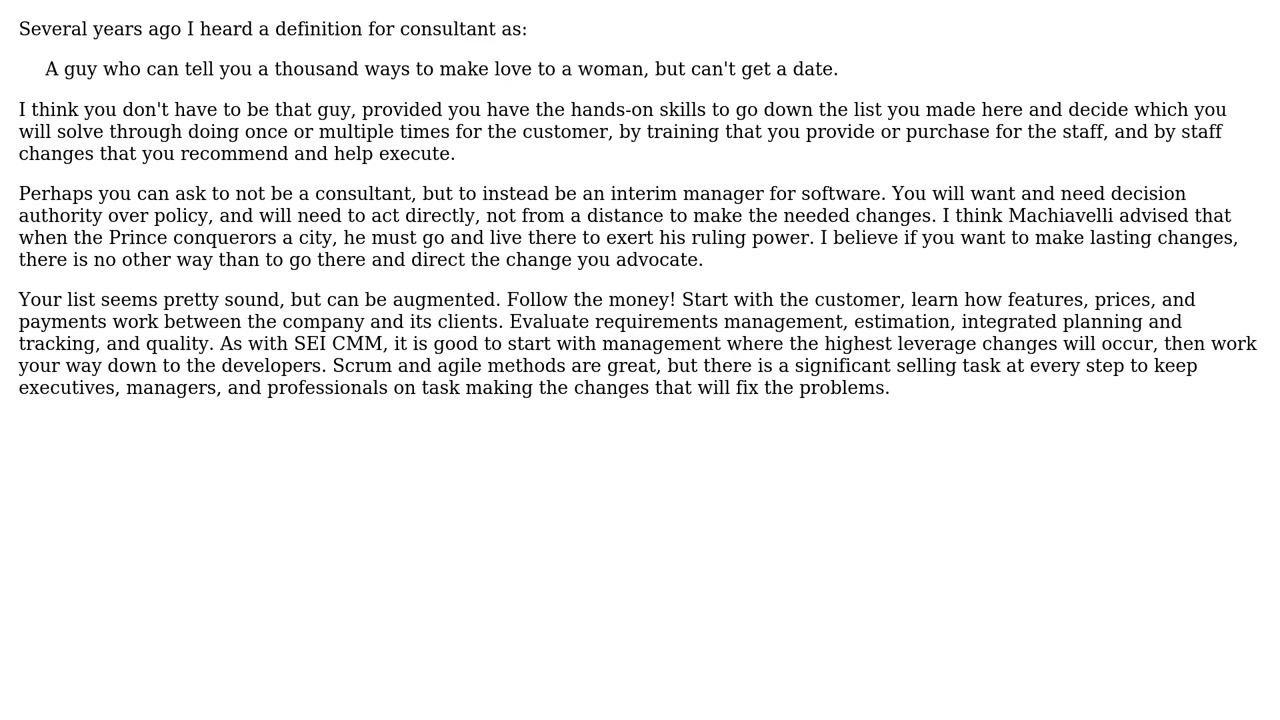 Several years ago I heard a definition for consultant as:
A guy who can tell you a thousand ways to make love to a woman, but can't get a date.
I think you don't have to be that guy, provided you have the hands-on skills to go down the list you made here and decide which you
will solve through doing once or multiple times for the customer, by training that you provide or purchase for the staff, and by staff
changes that you recommend and help execute.
Perhaps you can ask to not be a consultant, but to instead be an interim manager for software. You will want and need decision
authority over policy, and will need to act directly, not from a distance to make the needed changes. I think Machiavelli advised that
when the Prince conquerors a city, he must go and live there to exert his ruling power. I believe if you want to make lasting changes,
there is no other way than to go there and direct the change you advocate.
Your list seems pretty sound, but can be augmented. Follow the money! Start with the customer, learn how features, prices, and
payments work between the company and its clients. Evaluate requirements management, estimation, integrated planning and
tracking, and quality. As with SEI CMM, it is good to start with management where the highest leverage changes will occur, then work
your way down to the developers. Scrum and agile methods are great, but there is a significant selling task at every step to keep
executives, managers, and professionals on task making the changes that will fix the problems.